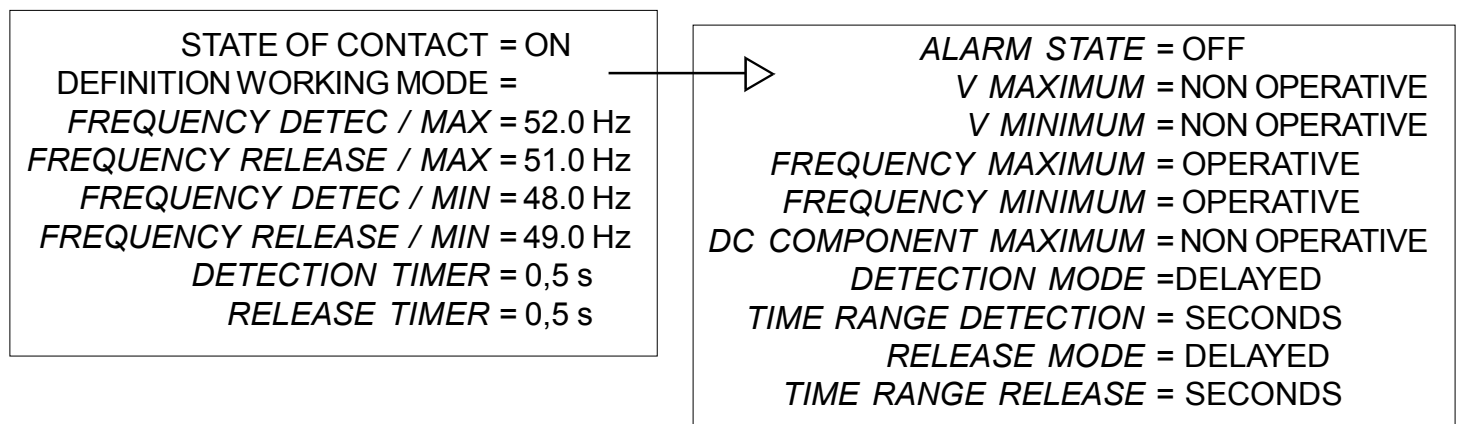 STATE OF CONTACT = ON
DEFINITION WORKING MODE =
FREQUENCY DETEC / MAX = 52.0 Hz
FREQUENCY RELEASE / MAX = 51.0 Hz
FREQUENCY DETEC / MIN = 48.0 Hz
FREQUENCY RELEASE / MIN = 49.0 Hz
DETECTION TIMER = 0,5 s
RELEASE TIMER = 0,5 s
ALARM STATE = OFF
V MAXIMUM = NON OPERATIVE
V MINIMUM = NON OPERATIVE
FREQUENCY MAXIMUM = OPERATIVE
FREQUENCY MINIMUM = OPERATIVE
DC COMPONENT MAXIMUM = NON OPERATIVE
DETECTION MODE =DELAYED
TIME RANGE DETECTION = SECONDS
RELEASE MODE = DELAYED
TIME RANGE RELEASE = SECONDS